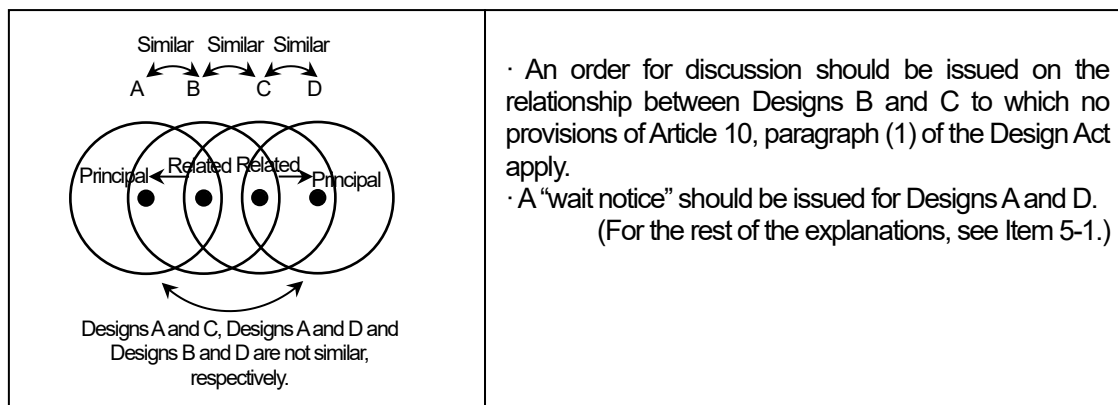 Similar Similar Similar
A B C D
Principal Related Related Principal
Designs A and C, Designs A and D and
Designs B and D are not similar,
respectively.
· An order for discussion should be issued on the
relationship between Designs B and C to which no
provisions of Article 10, paragraph (1) of the Design Act
apply.
· A “wait notice” should be issued for Designs A and D.
(For the rest of the explanations, see Item 5-1.)